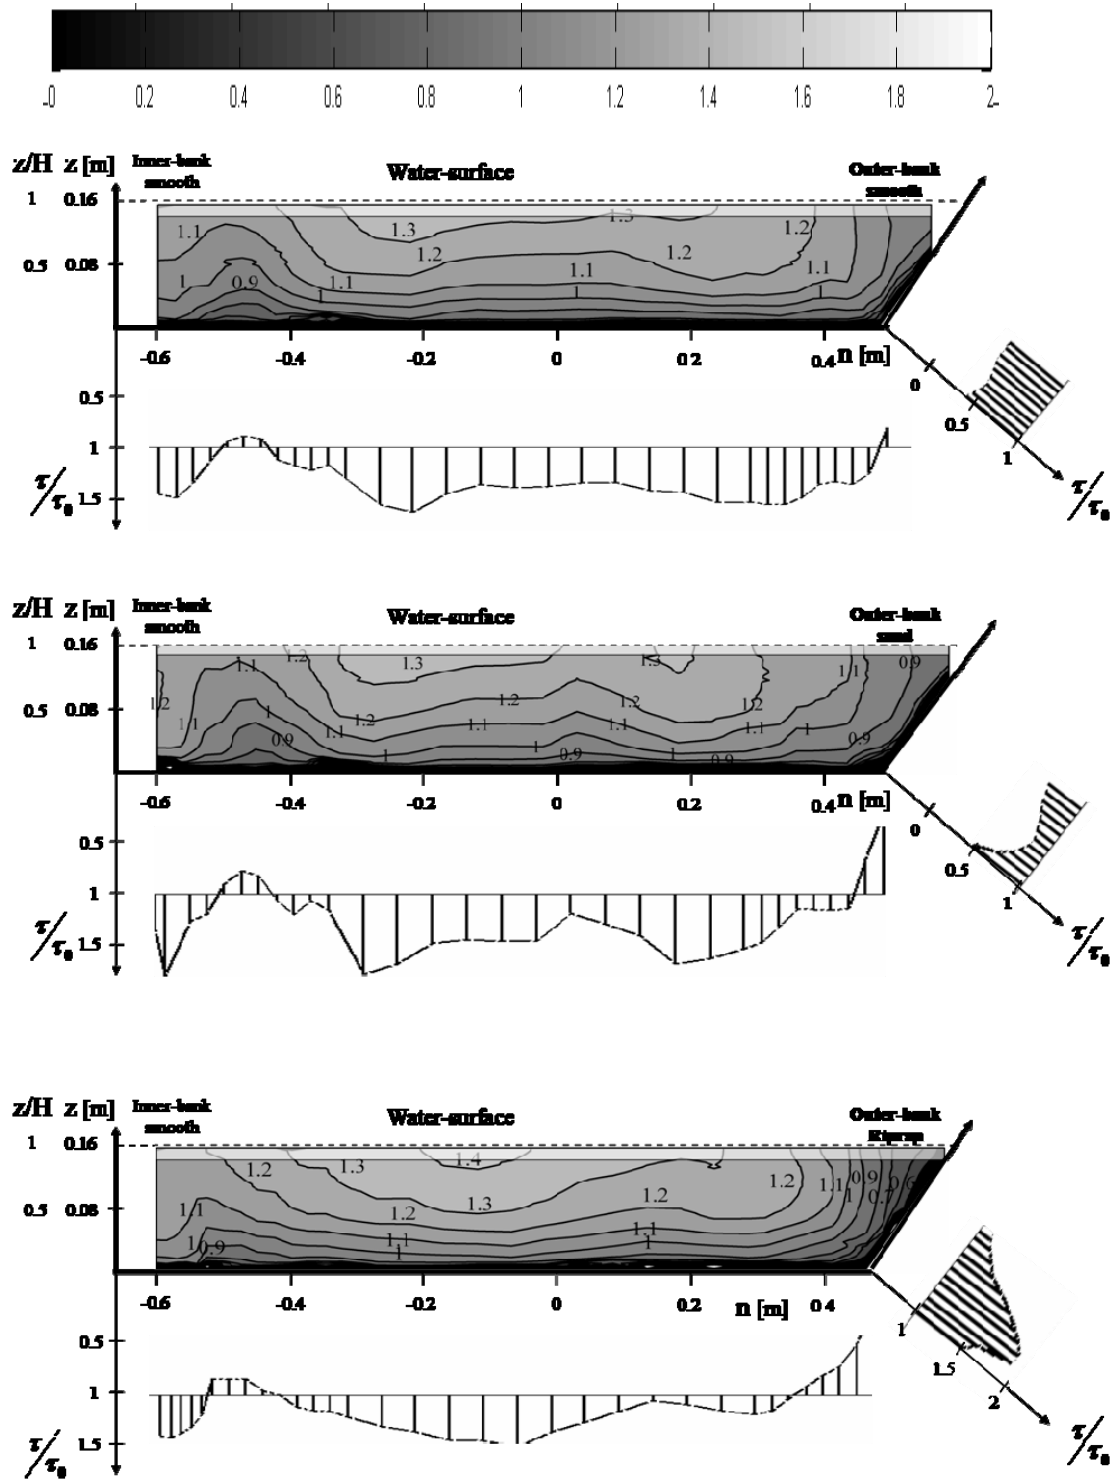 -0 0.2 0.4 0.6 0.8 1 1.2 1.4 1.6 1.8 2-
z/H z [m] Inner-bank Water-surface Outer-bank
smooth smooth
1 0.16
1.3
1.1 1.3 1.2
1.2 1.2
0.5 0.08 1.1 1.1
1 0.9 1.1
1 1 1
-0.6 -0.4 -0.2 0 0.2 0.4 n [m]
0
0.5 0.5
1 1
τ/τ0 1.5 τ/τ0
z/H z [m] Inner-bank Water-surface Outer-bank
smooth sand
1 0.16
1.1 1.2 1.3 1.3 1.1 0.9
1.2 1.2 1.2 1.2
0.5 0.08 1 1.2
1.1 1.1 1.1 1.1 1.1 1
0.9 1 1 0.9 1 0.9 0.9
-0.6 -0.4 -0.2 0 0.2 0.4 n [m]
0
0.5 0.5
1 1
τ/τ0 1.5 τ/τ0
z/H z [m] Inner-bank Water-surface Outer-bank
smooth Riprap
1 0.16
1.2 1.3 1.4 1.2 1.1 0.9
1.3 1.2 1 0.7
0.5 0.08 1.1 1.2
1 0.9 1.1 1.1
1 1
-0.6 -0.4 -0.2 0 0.2 n [m] 0.4
1
0.5 1.5
1 2
τ/τ0 1.5 τ/τ0